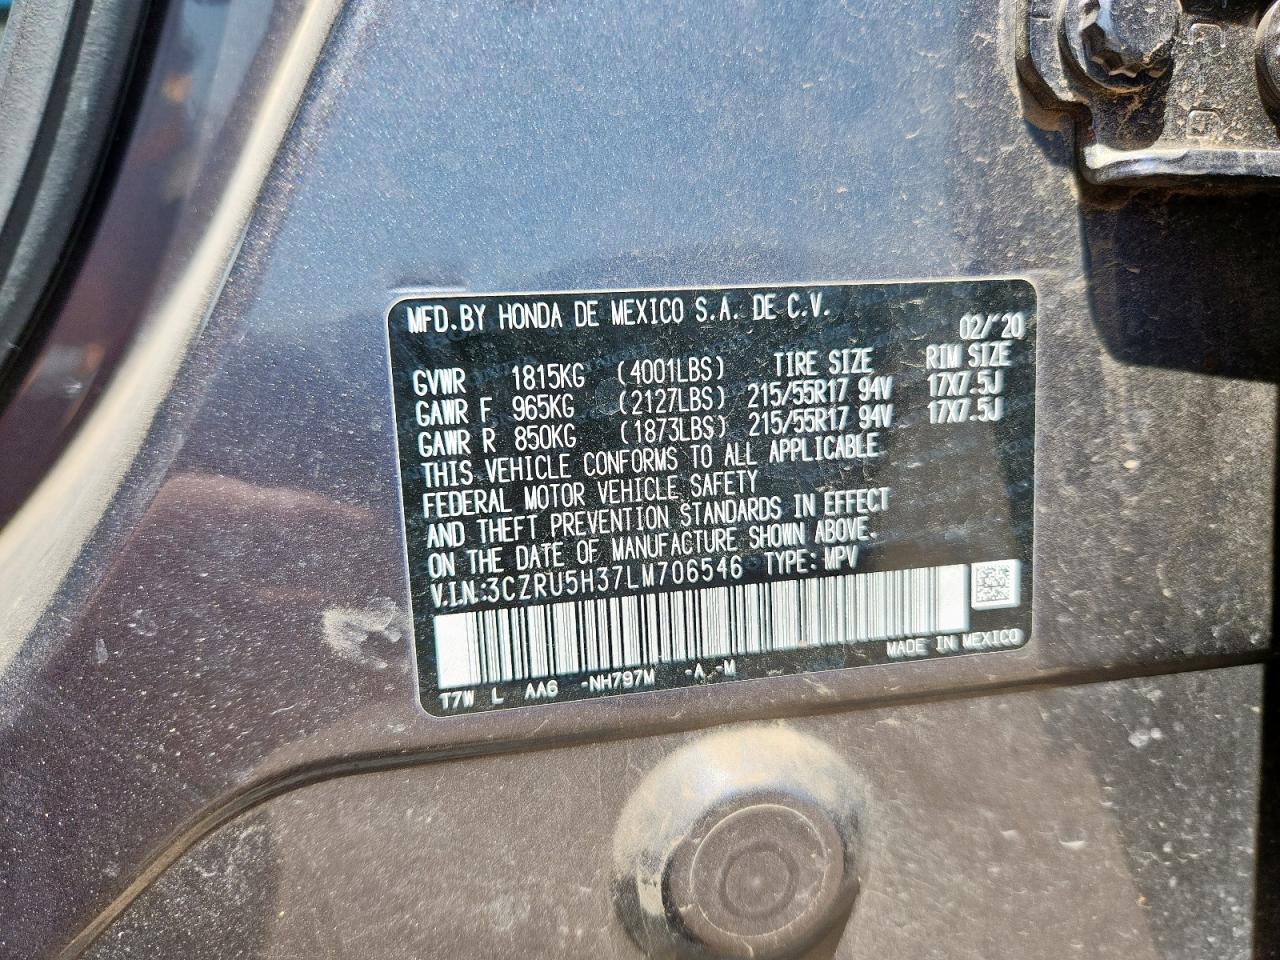 MFD.BY HONDA DE MEXICO S.A. DE C.V.
02/'20
GVWR 1815KG (4001LBS) TIRE SIZE RIM SIZE
GAWR F 965KG (2127LBS) 215/55R17 94V 17X7.5J
GAWR R 850KG (1873LBS) 215/55R17 94V 17X7.5J
THIS VEHICLE CONFORMS TO ALL APPLICABLE
FEDERAL MOTOR VEHICLE SAFETY
AND THEFT PREVENTION STANDARDS IN EFFECT
ON THE DATE OF MANUFACTURE SHOWN ABOVE.
V.I.N:3CZRU5H37LM706546 TYPE: MPV
MADE IN MEXICO
T7W L AA6 -NH797M -A -M